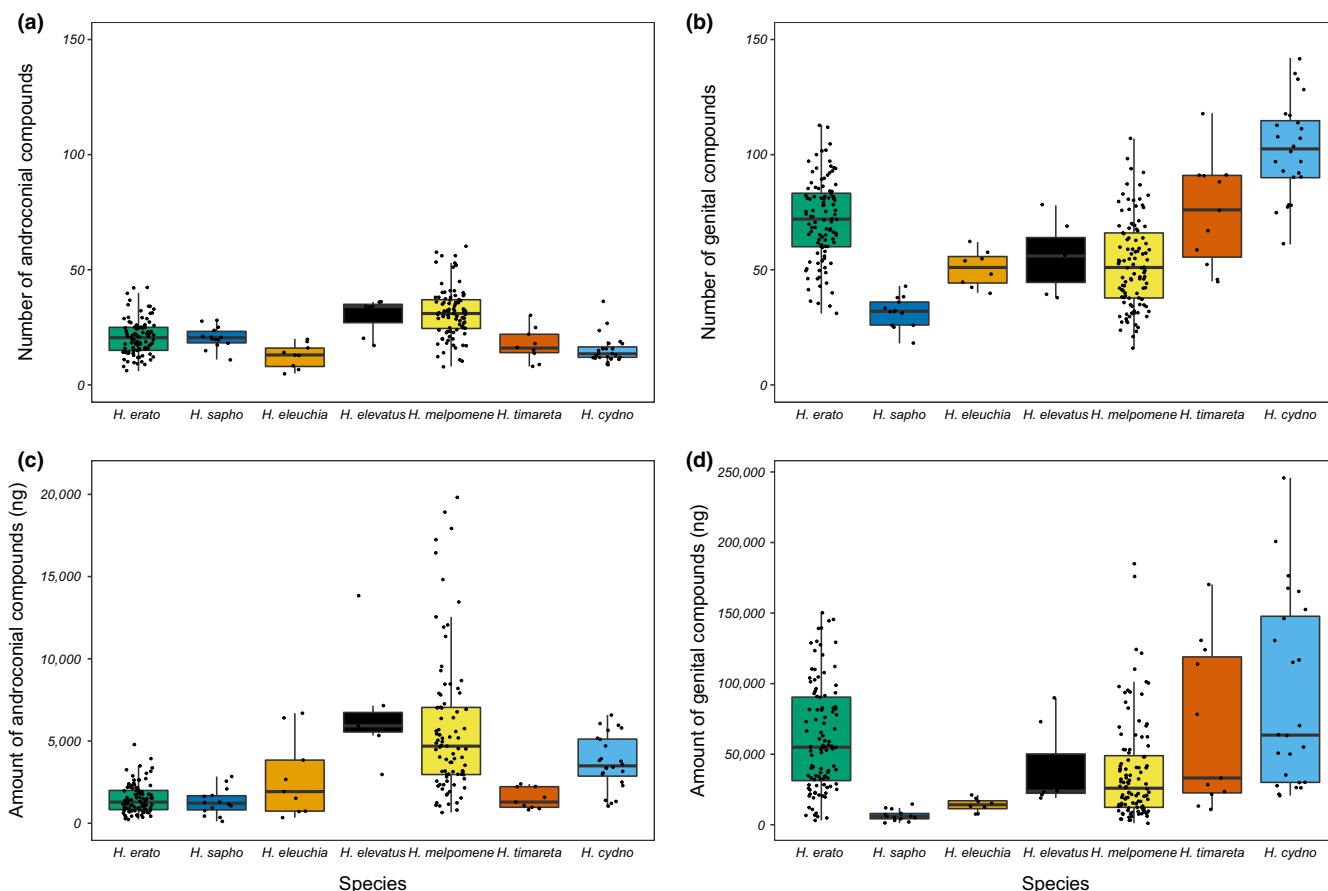 (a)
150
100
50
0
Number of androconial compounds
H. erato H. sapho H. eleuchia H. elevatus H. melpomene H. timareta H. cydno
(b)
150
100
50
0
Number of genital compounds
H. erato H. sapho H. eleuchia H. elevatus H. melpomene H. timareta H. cydno
(c)
20,000
15,000
10,000
5,000
0
Amount of androconial compounds (ng)
H. erato H. sapho H. eleuchia H. elevatus H. melpomene H. timareta H. cydno
Species
(d)
250,000
200,000
150,000
100,000
50,000
0
Amount of genital compounds (ng)
H. erato H. sapho H. eleuchia H. elevatus H. melpomene H. timareta H. cydno
Species